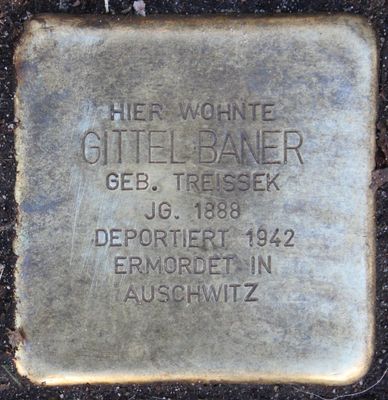 HIER WOHNTE
GITTEL BANER
GEB. TREISSEK
JG. 1888
DEPORTIERT 1942
ERMORDET IN
AUSCHWITZ